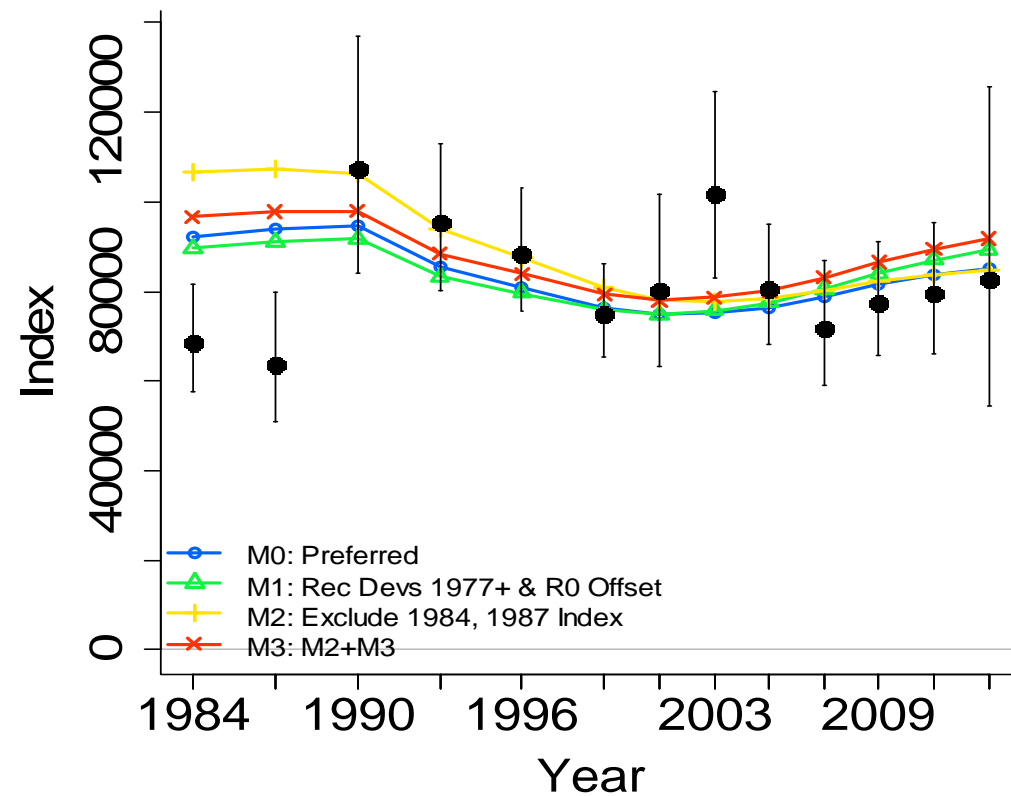 Index
120000
80000
40000
0
M0: Preferred
M1: Rec Devs 1977+ & R0 Offset
M2: Exclude 1984, 1987 Index
M3: M2+M3
1984 1990 1996 2003 2009
Year